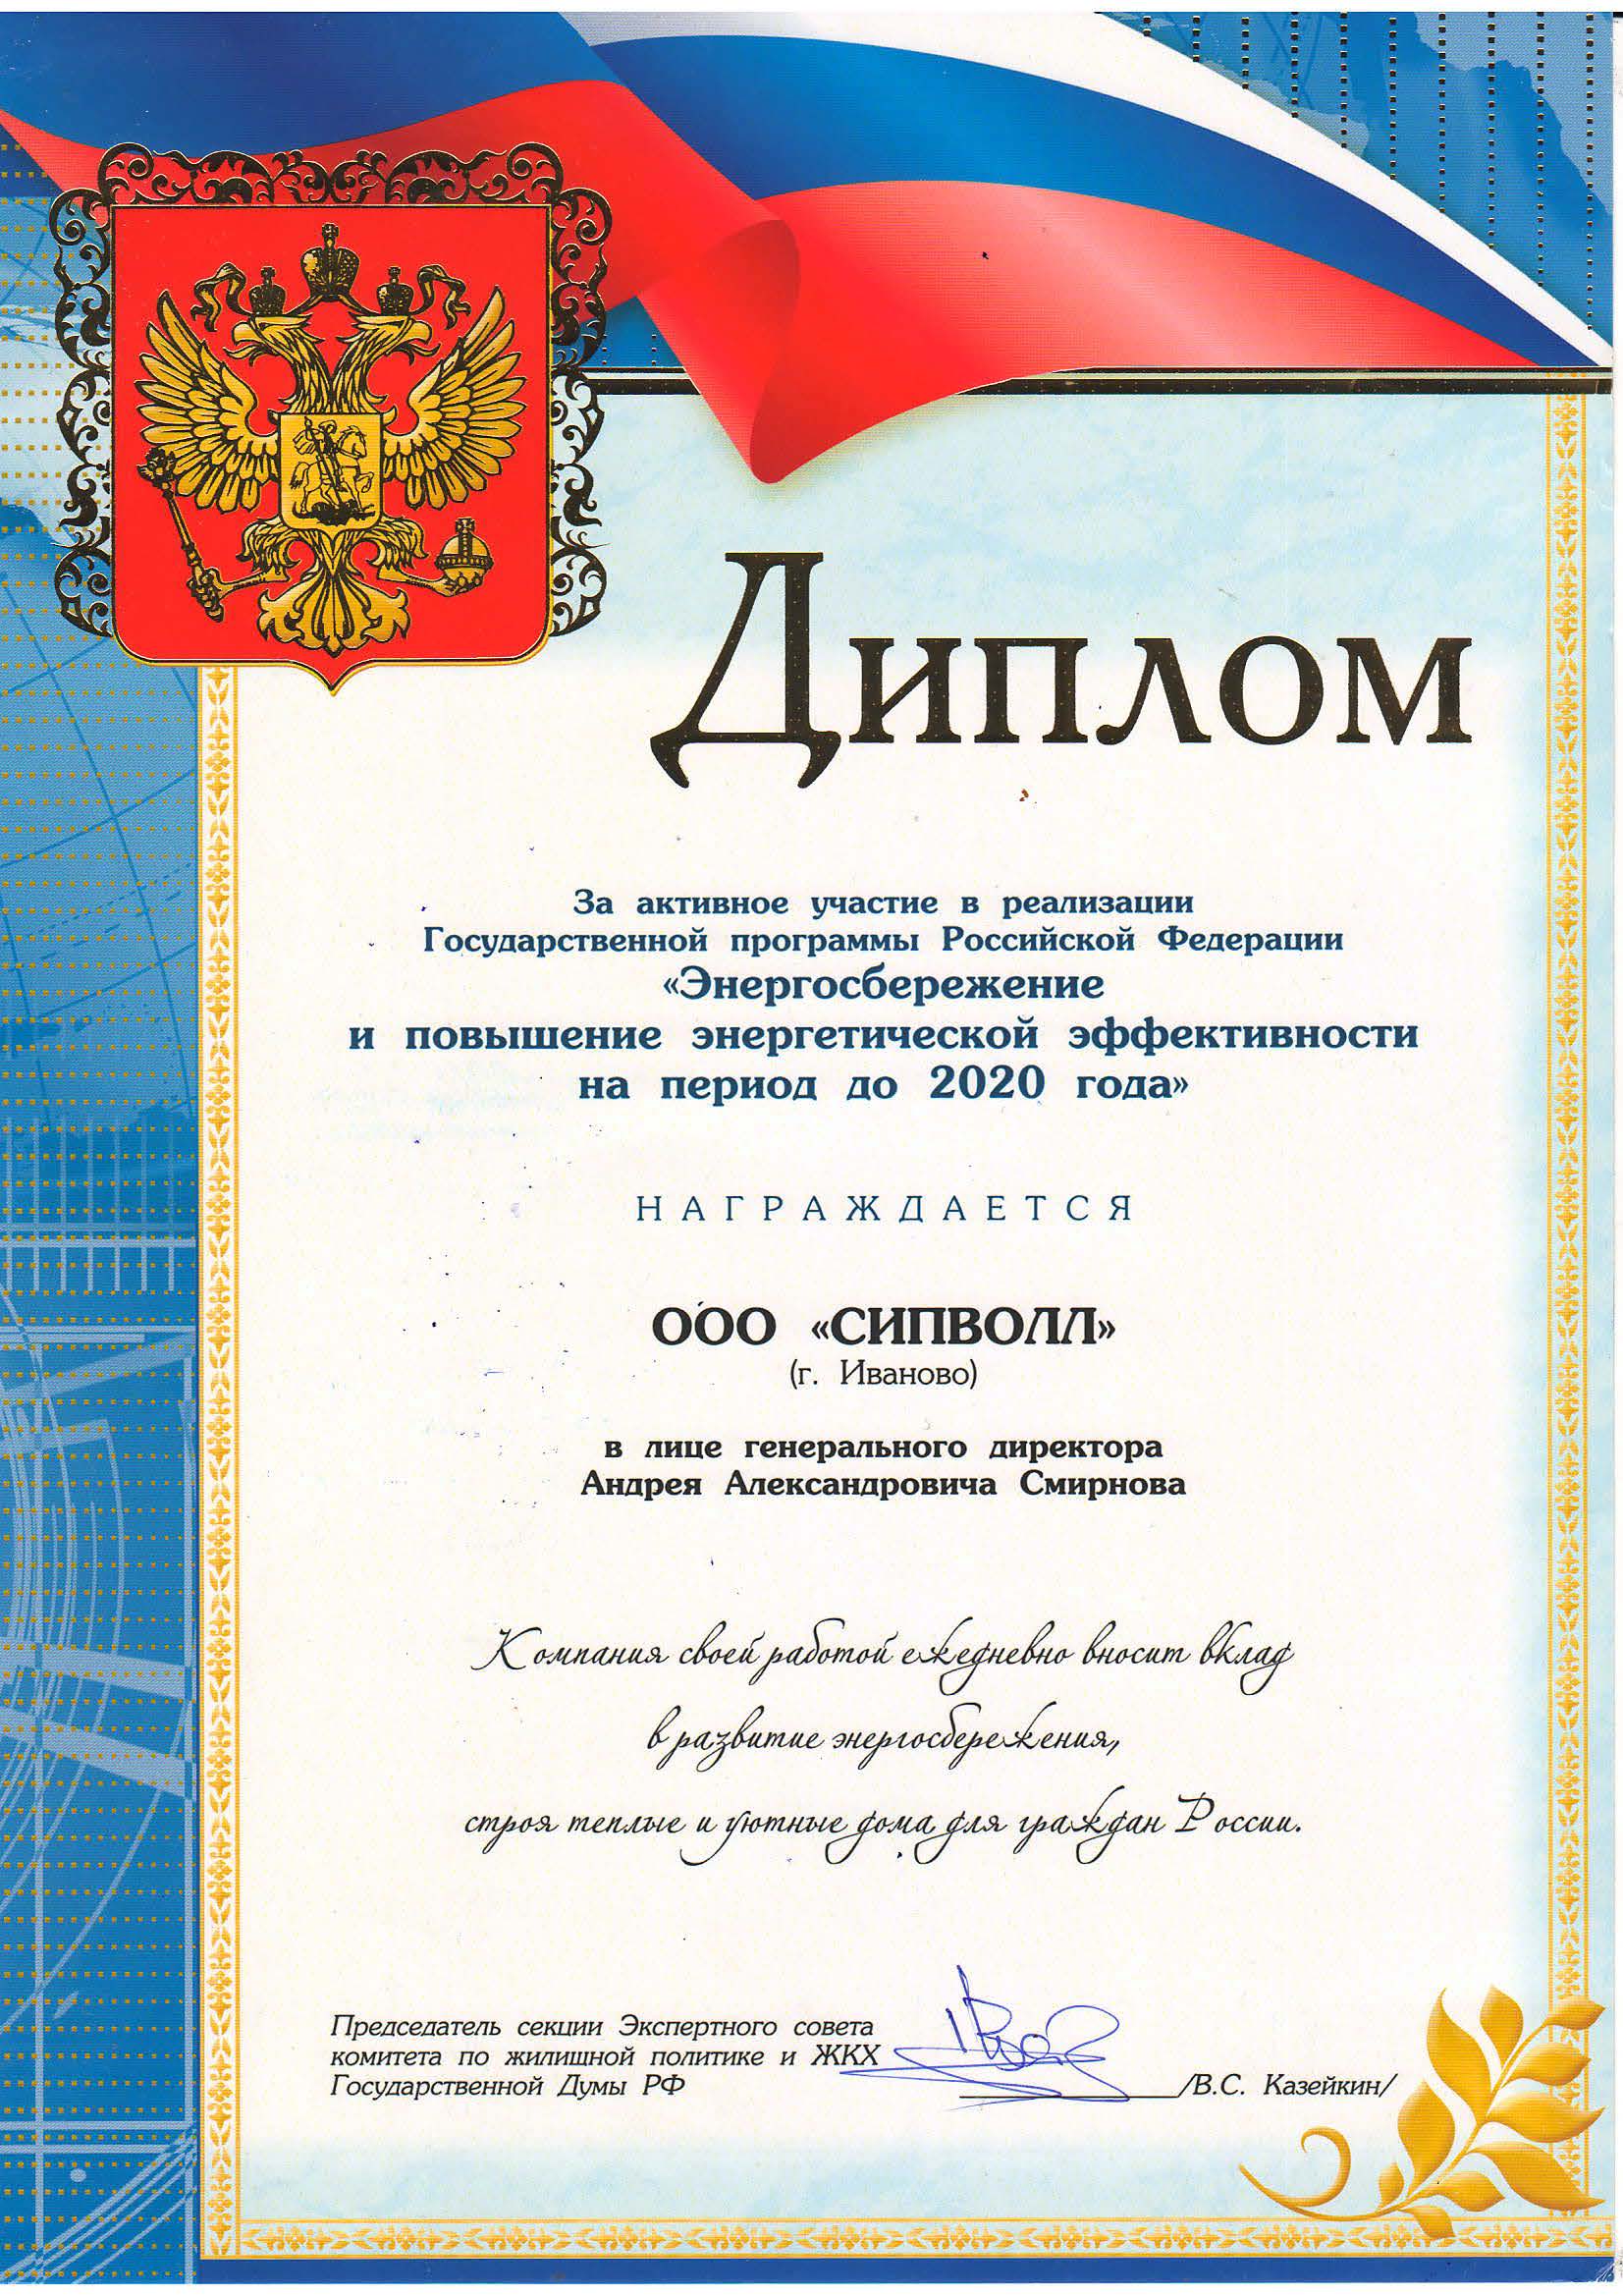 Диплом
За активное участие в реализации
Государственной программы Российской Федерации
«Энергосбережение
и повышение энергетической эффективности
на период до 2020 года»
НАГРАЖДАЕТСЯ
ООО «СИПВОЛЛ»
(г. Иваново)
в лице генерального директора
Андрея Александровича Смирнова
Компания своей работой ежедневно вносит вклад
в развитие энергосбережения,
строя теплые и уютные дома для граждан России.
Председатель секции Экспертного совета
комитета по жилищной политике и ЖКХ
Государственной Думы РФ
/В.С. Казейкин/